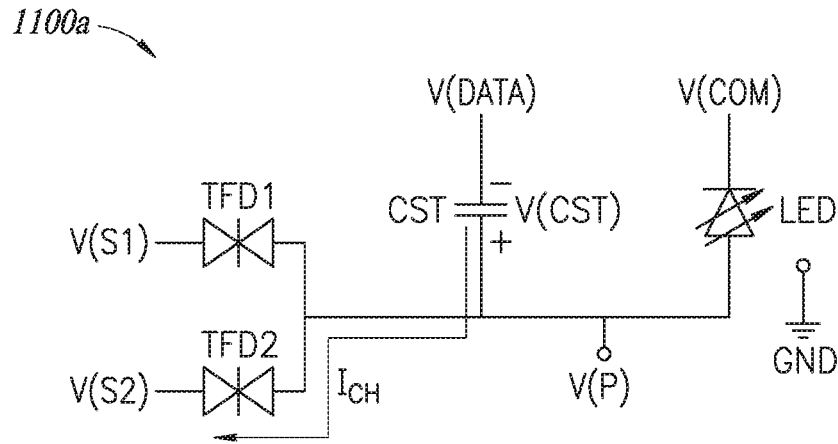 1100a
V(DATA)
V(COM)
TFD1
V(S1)
CST
−
V(CST)
+
LED
TFD2
V(S2)
I_CH
V(P)
GND